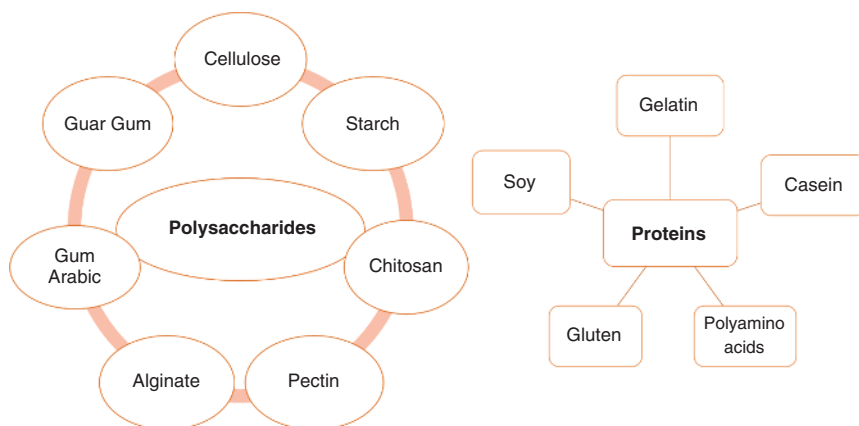 Cellulose
Guar Gum
Starch
Polysaccharides
Gum
Arabic
Chitosan
Alginate
Pectin
Gelatin
Soy
Casein
Proteins
Gluten
Polyamino
acids